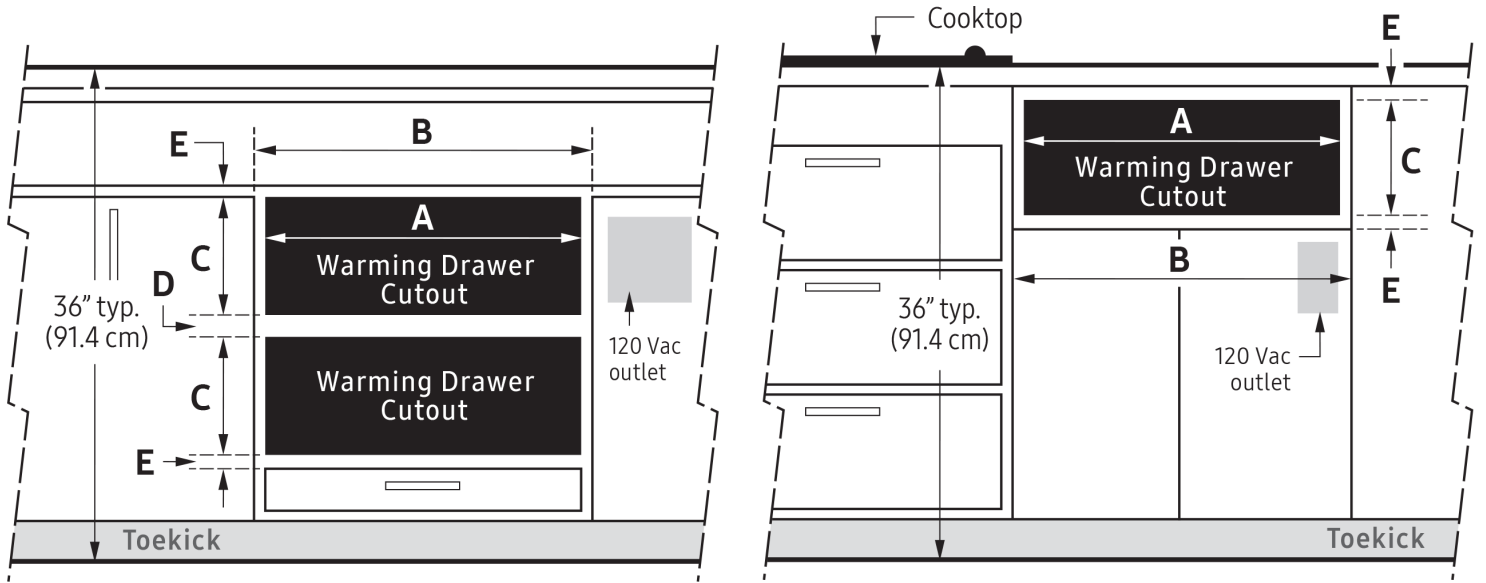 B
E
A
Warming Drawer
Cutout
C
D
36” typ.
(91.4 cm)
120 Vac
outlet
Warming Drawer
Cutout
C
E
Toekick
Cooktop
E
A
Warming Drawer
Cutout
C
B
E
36” typ.
(91.4 cm)
120 Vac
outlet
Toekick